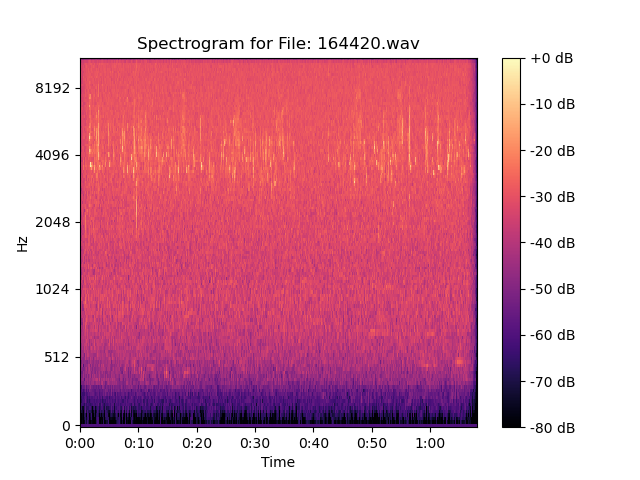 Spectrogram for File: 164420.wav
8192
4096
2048
1024
512
0
Hz
0:00
0:10
0:20
0:30
0:40
0:50
1:00
Time
+0 dB
-10 dB
-20 dB
-30 dB
-40 dB
-50 dB
-60 dB
-70 dB
-80 dB